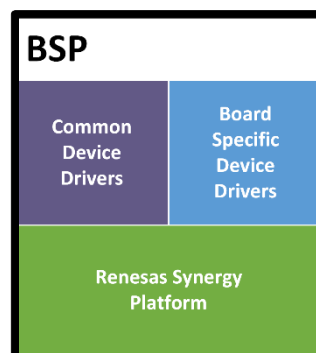 BSP
Common
Device
Drivers
Board
Specific
Device
Drivers
Renesas Synergy
Platform